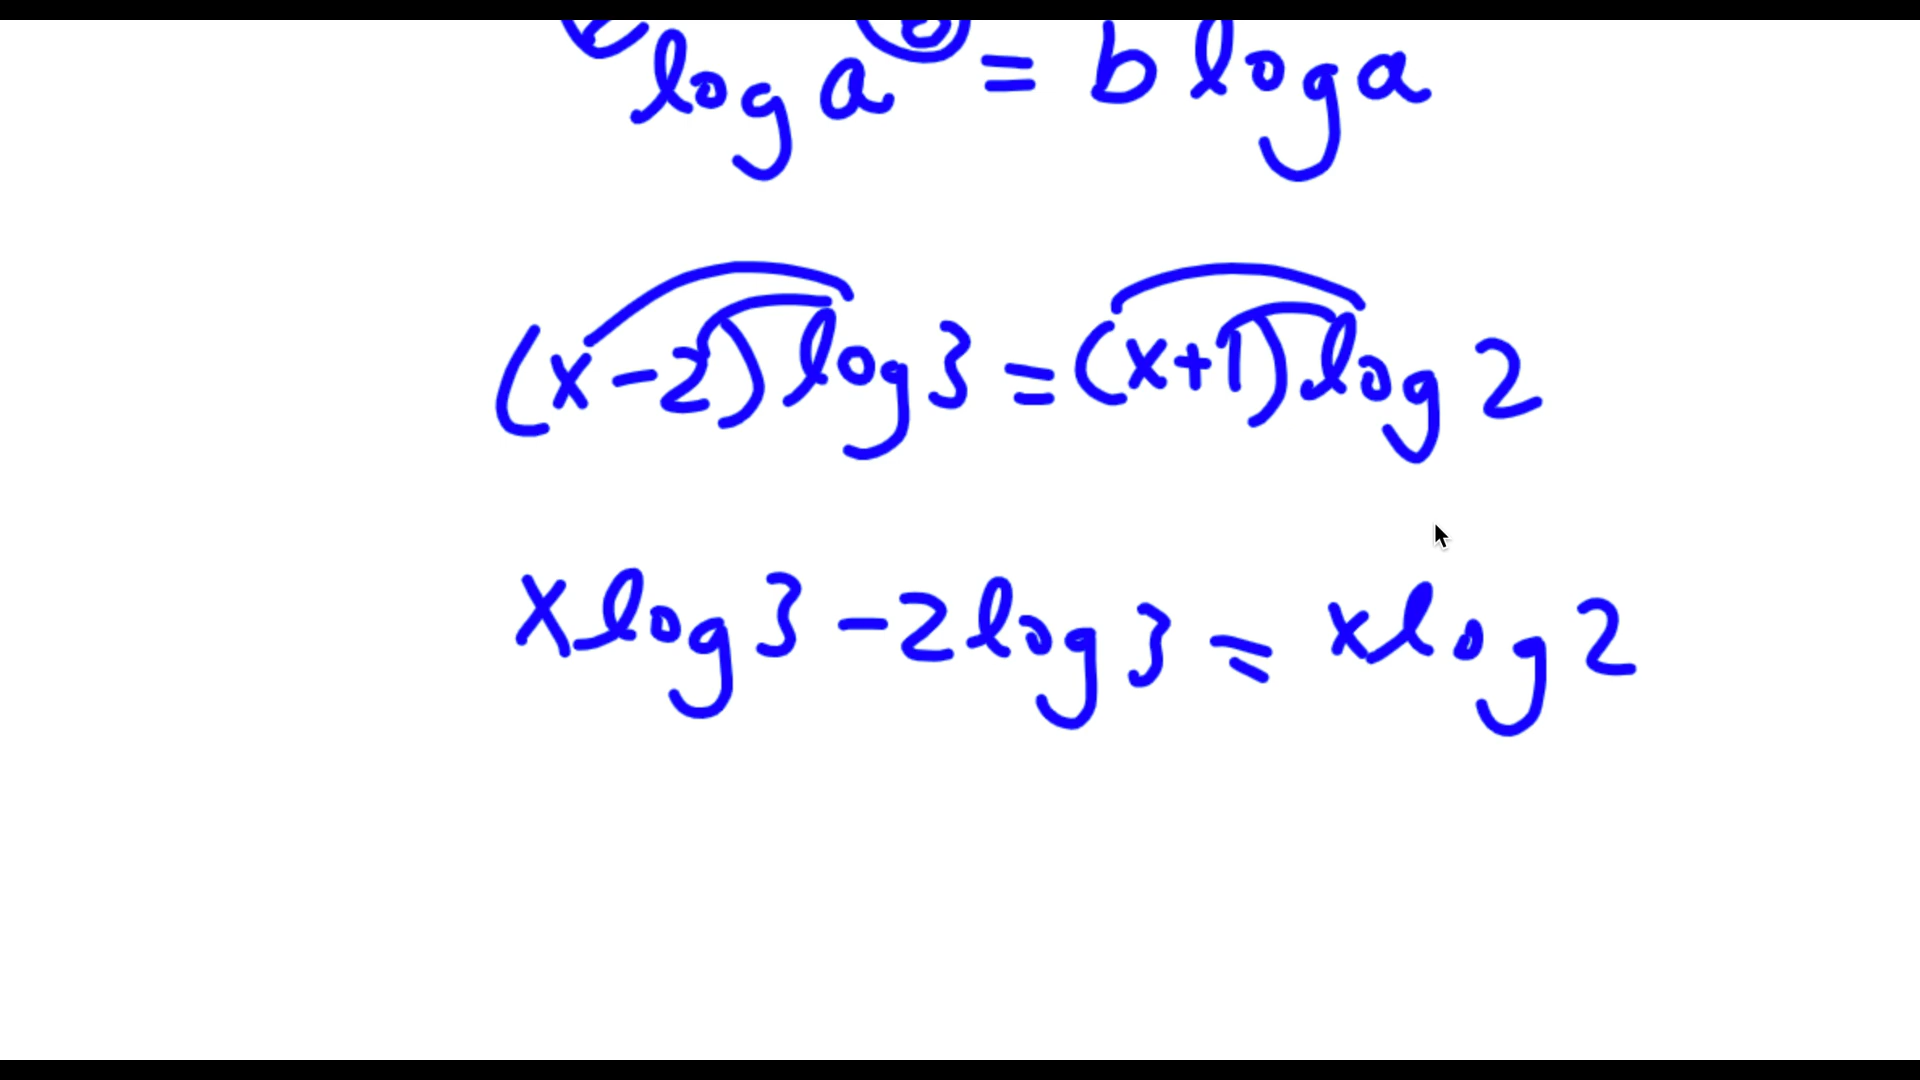 log a = b log a
(x-2) log 3 = (x+1) log 2
x log 3 - 2 log 3 = x log 2